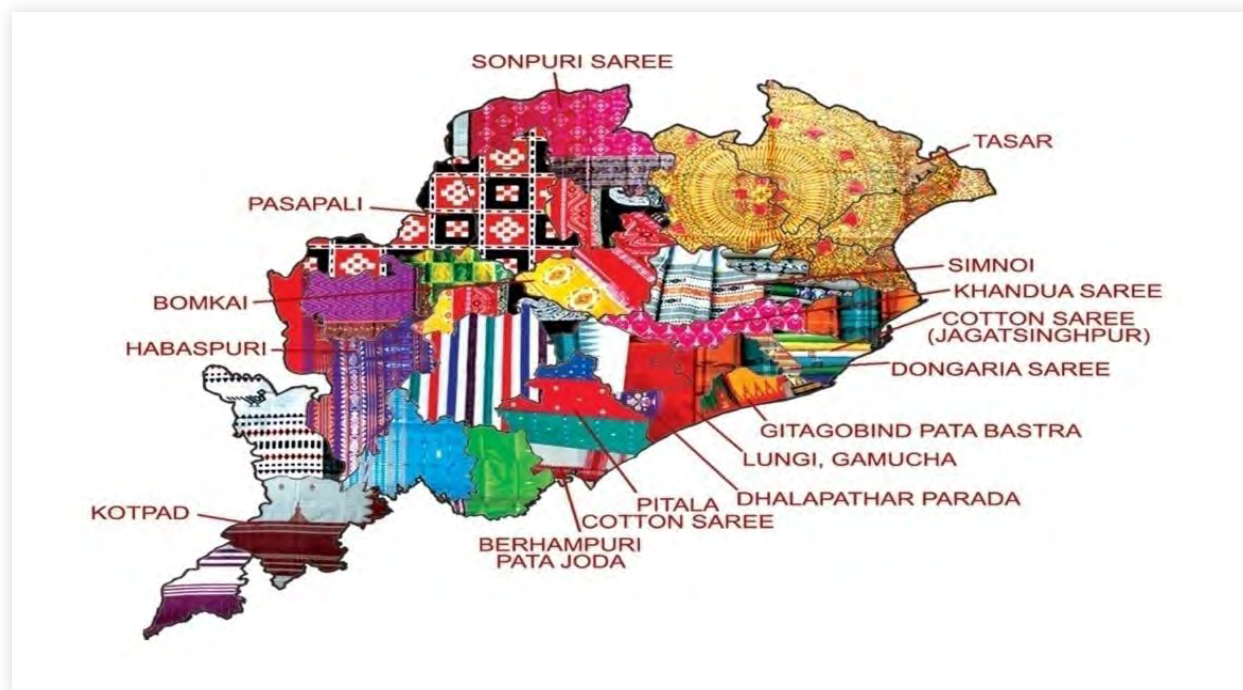 SONPURI SAREE
TASAR
PASAPALI
SIMNOI
BOMKAI
KHANDUA SAREE
COTTON SAREE
(JAGATSINGHPUR)
HABASPURI
DONGARIA SAREE
GITAGOBIND PATA BASTRA
LUNGI, GAMUCHA
DHALAPATHAR PARADA
PITALA
COTTON SAREE
KOTPAD
BERHAMPURI
PATA JODA